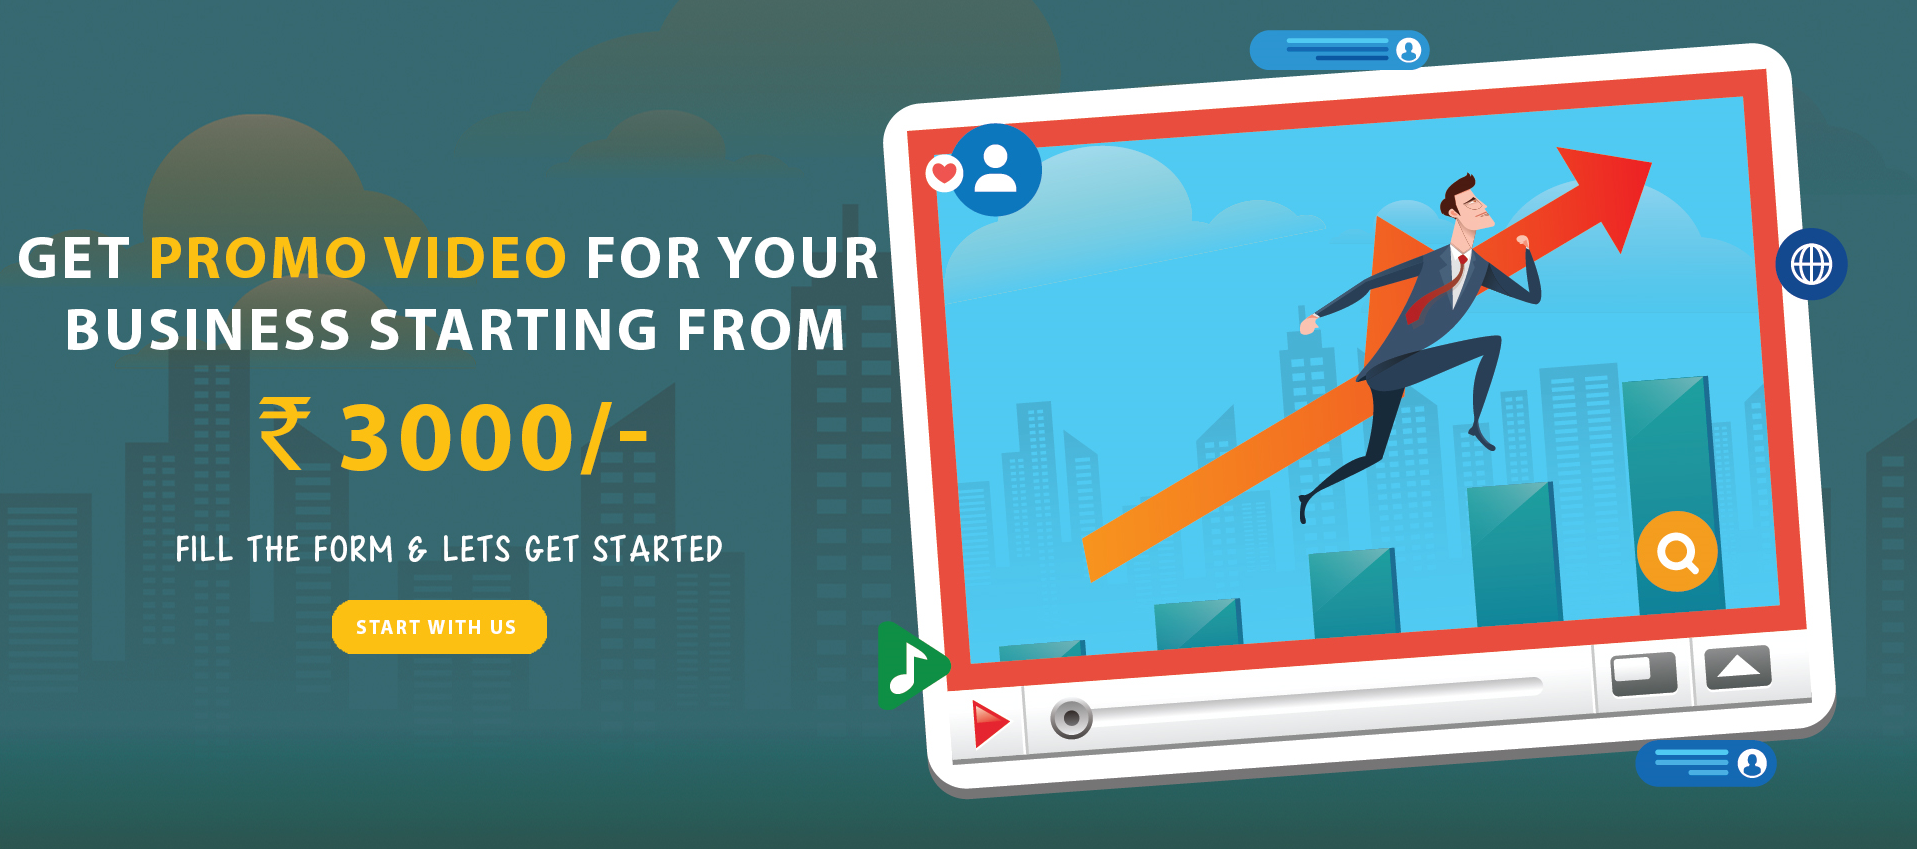 GET PROMO VIDEO FOR YOUR
BUSINESS STARTING FROM
₹ 3000/-
FILL THE FORM & LETS GET STARTED
START WITH US